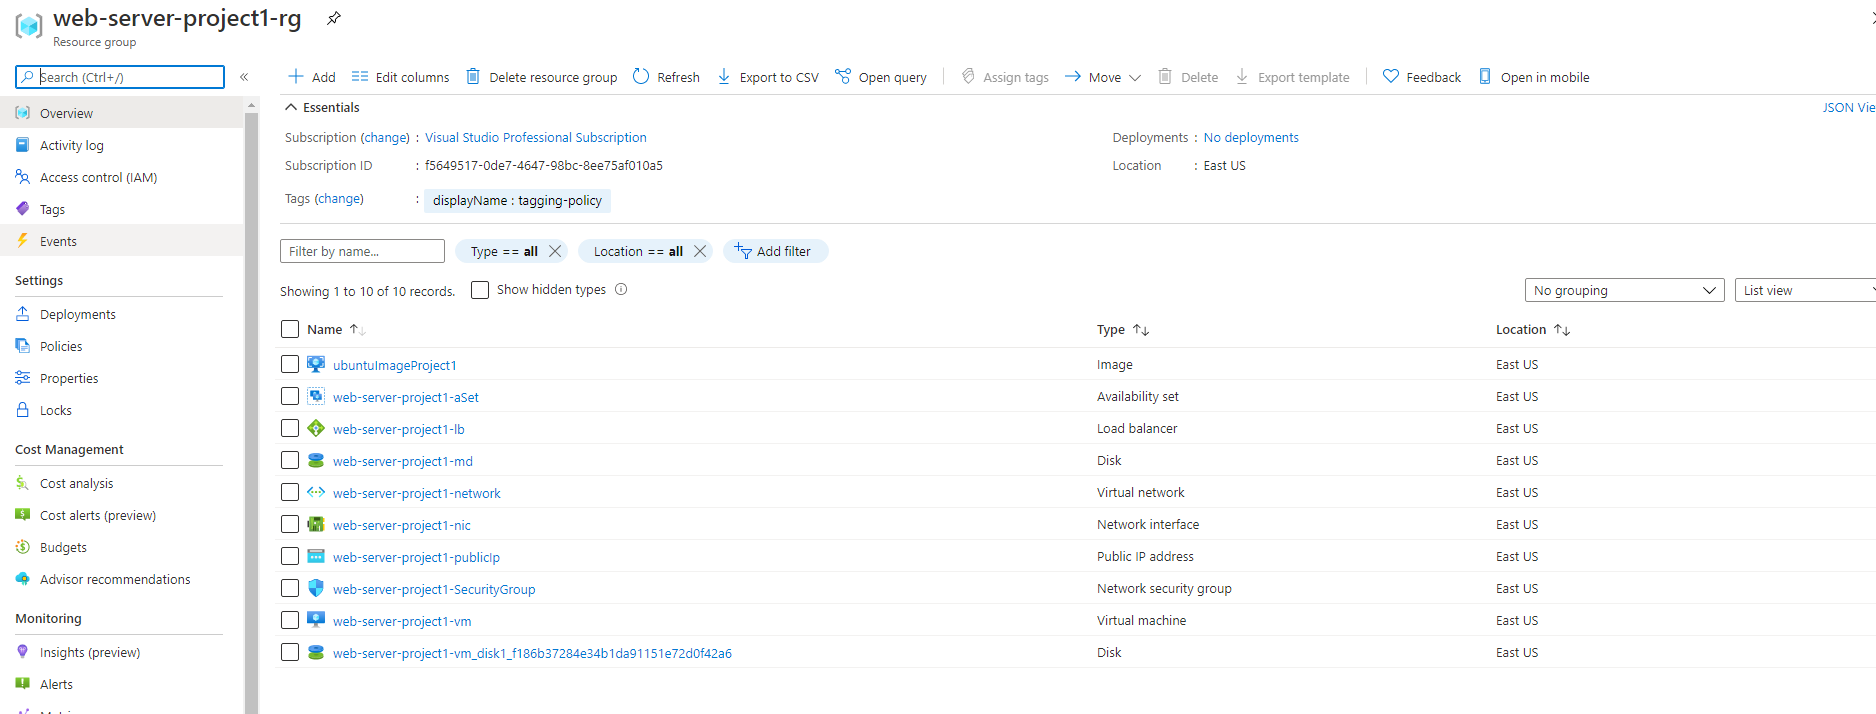 web-server-project1-rg
Resource group
Search (Ctrl+/)
«
Add
Edit columns
Delete resource group
Refresh
Export to CSV
Open query
Assign tags
Move
Delete
Export template
Feedback
Open in mobile
Overview
Activity log
Access control (IAM)
Tags
Events
Settings
Deployments
Policies
Properties
Locks
Cost Management
Cost analysis
Cost alerts (preview)
Budgets
Advisor recommendations
Monitoring
Insights (preview)
Alerts
Essentials
JSON Vie
Subscription (change) : Visual Studio Professional Subscription
Deployments : No deployments
Subscription ID : f5649517-0de7-4647-98bc-8ee75af010a5
Location : East US
Tags (change) : displayName : tagging-policy
Filter by name...
Type == all
Location == all
Add filter
Showing 1 to 10 of 10 records.
Show hidden types
No grouping
List view
Name Type Location
ubuntuImageProject1 Image East US
web-server-project1-aSet Availability set East US
web-server-project1-lb Load balancer East US
web-server-project1-md Disk East US
web-server-project1-network Virtual network East US
web-server-project1-nic Network interface East US
web-server-project1-publicIp Public IP address East US
web-server-project1-SecurityGroup Network security group East US
web-server-project1-vm Virtual machine East US
web-server-project1-vm_disk1_f186b37284e34b1da91151e72d0f42a6 Disk East US